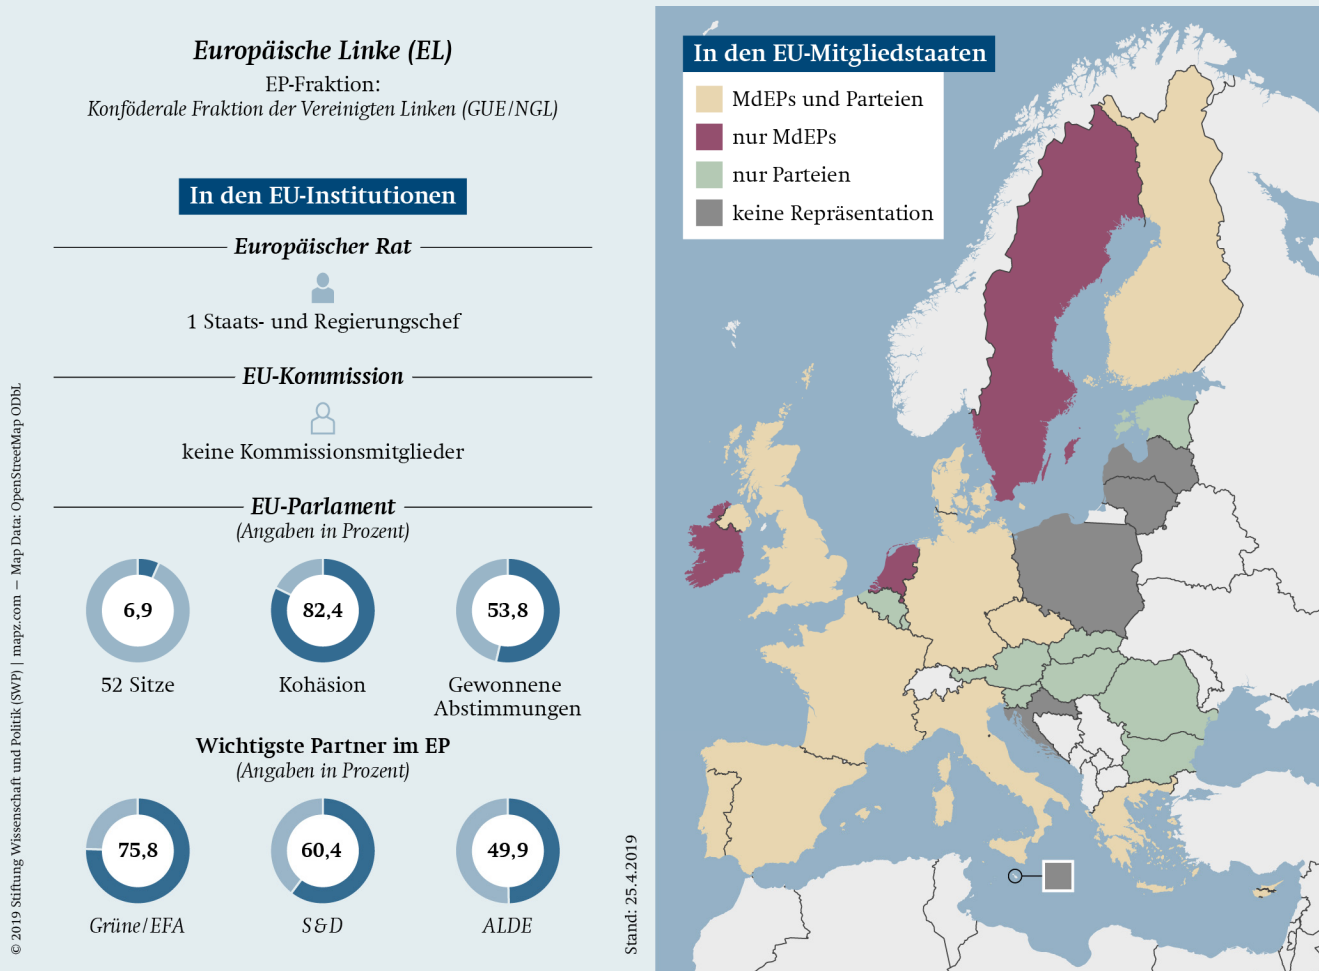 Europäische Linke (EL)
EP-Fraktion:
Konföderale Fraktion der Vereinigten Linken (GUE/NGL)
In den EU-Institutionen
Europäischer Rat
1 Staats- und Regierungschef
EU-Kommission
keine Kommissionsmitglieder
EU-Parlament
(Angaben in Prozent)
6,9
82,4
53,8
52 Sitze
Kohäsion
Gewonnene
Abstimmungen
Wichtigste Partner im EP
(Angaben in Prozent)
75,8
60,4
49,9
Grüne/EFA
S&D
ALDE
© 2019 Stiftung Wissenschaft und Politik (SWP) | mapz.com – Map Data: OpenStreetMap ODbL
Stand: 25.4.2019
In den EU-Mitgliedstaaten
MdEPs und Parteien
nur MdEPs
nur Parteien
keine Repräsentation